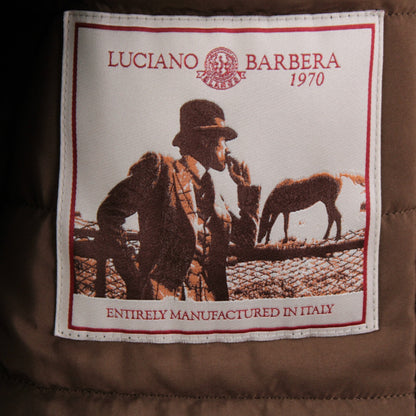 LUCIANO BARBERA
1970
ENTIRELY MANUFACTURED IN ITALY